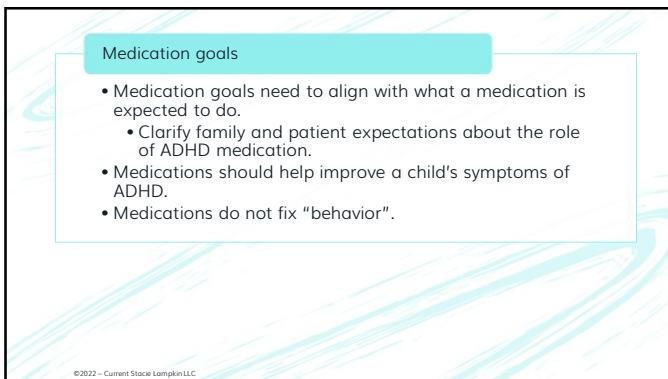 Medication goals
• Medication goals need to align with what a medication is
expected to do.
• Clarify family and patient expectations about the role
of ADHD medication.
• Medications should help improve a child's symptoms of
ADHD.
• Medications do not fix "behavior".
©2022 – Current Stacie Lampkin LLC